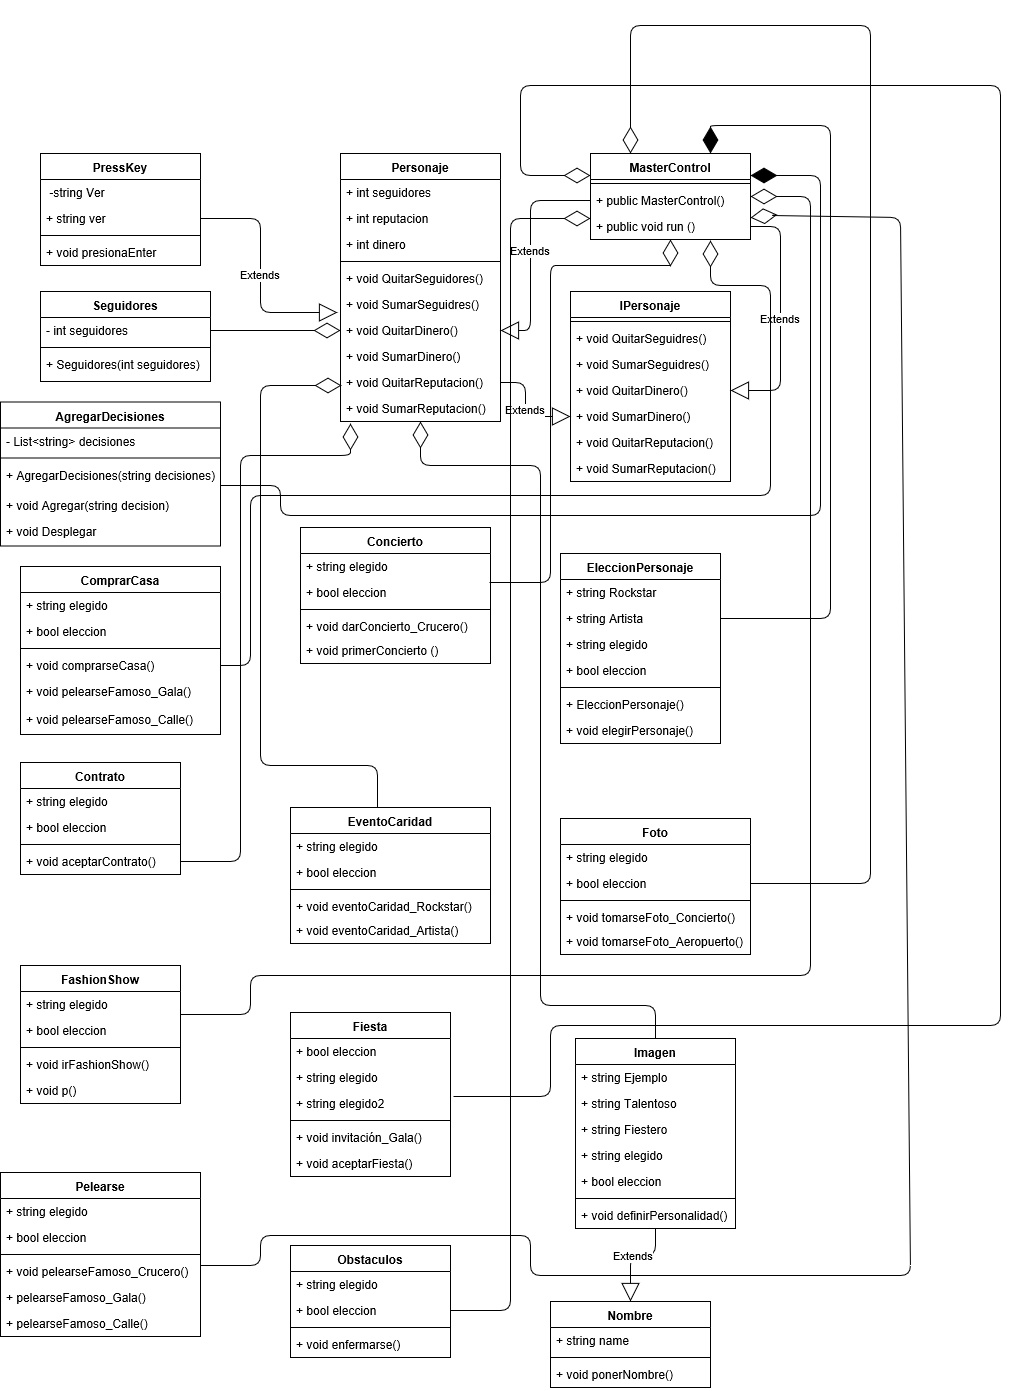 PressKey
-string Ver
+ string ver
+ void presionaEnter
Personaje
+ int seguidores
+ int reputacion
+ int dinero
+ void QuitarSeguidores()
+ void SumarSeguidres()
+ void QuitarDinero()
+ void SumarDinero()
+ void QuitarReputacion()
+ void SumarReputacion()
MasterControl
+ public MasterControl()
+ public void run ()
Extends
Extends
Extends
Extends
Seguidores
- int seguidores
+ Seguidores(int seguidores)
IPersonaje
+ void QuitarSeguidres()
+ void SumarSeguidres()
+ void QuitarDinero()
+ void SumarDinero()
+ void QuitarReputacion()
+ void SumarReputacion()
AgregarDecisiones
- List<string> decisiones
+ AgregarDecisiones(string decisiones)
+ void Agregar(string decision)
+ void Desplegar
Concierto
+ string elegido
+ bool eleccion
+ void darConcierto_Crucero()
+ void primerConcierto ()
EleccionPersonaje
+ string Rockstar
+ string Artista
+ string elegido
+ bool eleccion
+ EleccionPersonaje()
+ void elegirPersonaje()
ComprarCasa
+ string elegido
+ bool eleccion
+ void comprarseCasa()
+ void pelearseFamoso_Gala()
+ void pelearseFamoso_Calle()
Contrato
+ string elegido
+ bool eleccion
+ void aceptarContrato()
EventoCaridad
+ string elegido
+ bool eleccion
+ void eventoCaridad_Rockstar()
+ void eventoCaridad_Artista()
Foto
+ string elegido
+ bool eleccion
+ void tomarseFoto_Concierto()
+ void tomarseFoto_Aeropuerto()
FashionShow
+ string elegido
+ bool eleccion
+ void irFashionShow()
+ void p()
Fiesta
+ bool eleccion
+ string elegido
+ string elegido2
+ void invitación_Gala()
+ void aceptarFiesta()
Imagen
+ string Ejemplo
+ string Talentoso
+ string Fiestero
+ string elegido
+ bool eleccion
+ void definirPersonalidad()
Extends
Pelearse
+ string elegido
+ bool eleccion
+ void pelearseFamoso_Crucero()
+ pelearseFamoso_Gala()
+ pelearseFamoso_Calle()
Obstaculos
+ string elegido
+ bool eleccion
+ void enfermarse()
Nombre
+ string name
+ void ponerNombre()